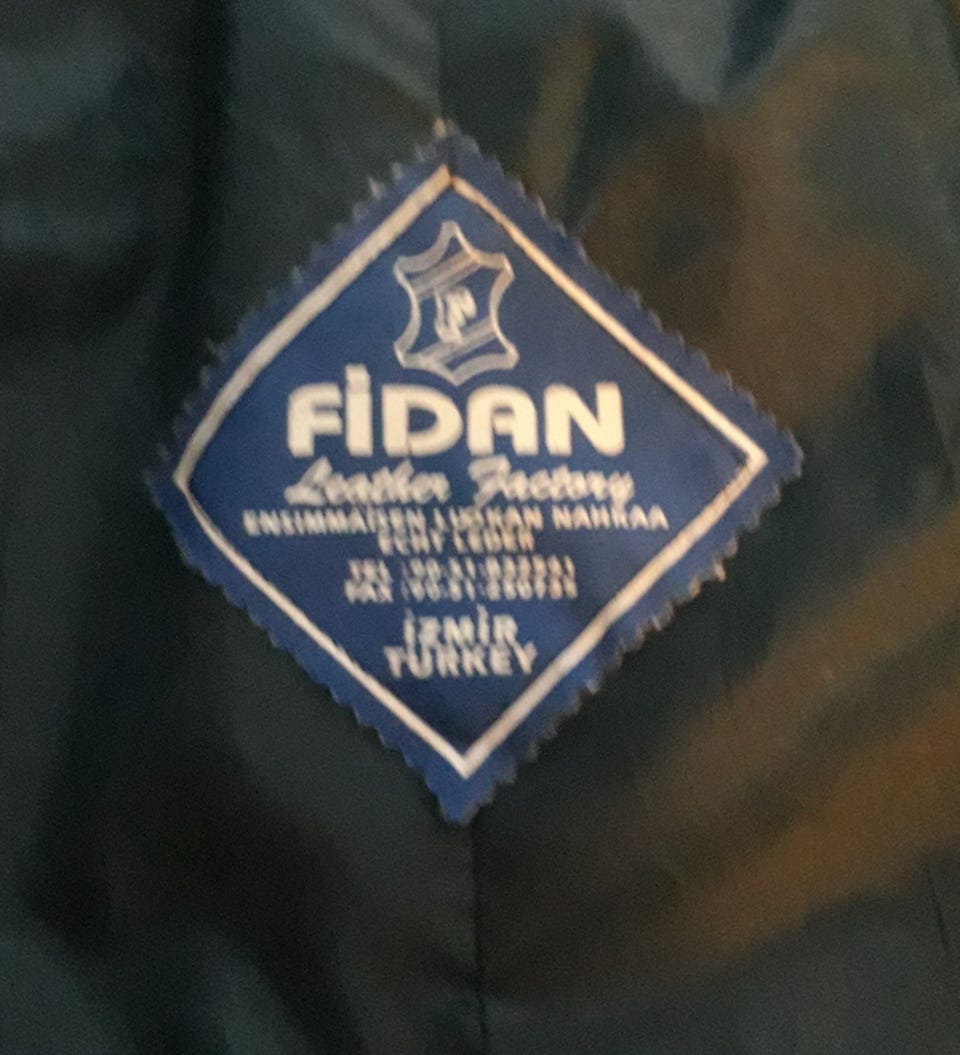 FİDAN
Leather Factory
ENSIMMAISEN LUOKAN NAHKAA
ECHT LEDER
TEL
FAX
İZMİR
TURKEY